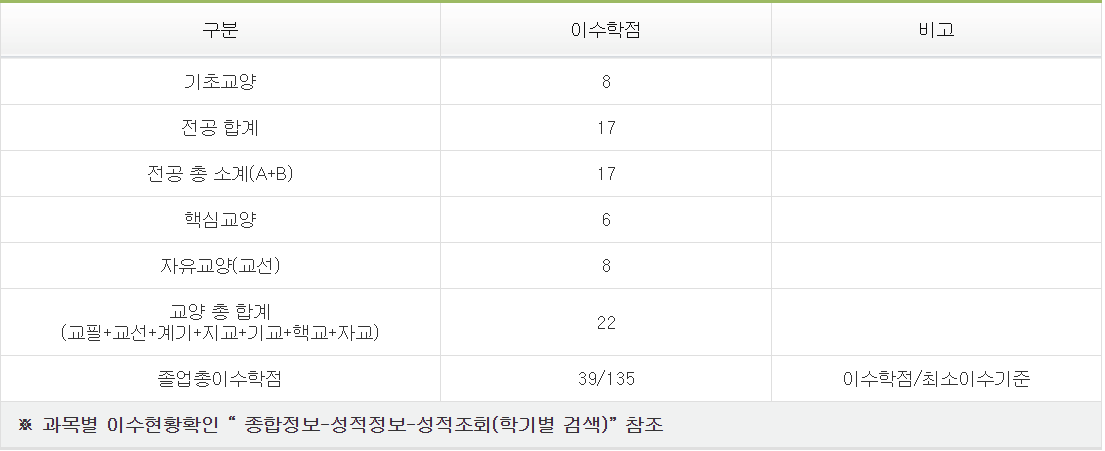 구분 이수학점 비고
기초교양 8
전공 합계 17
전공 총 소계(A+B) 17
핵심교양 6
자유교양(교선) 8
교양 총 합계
(교필+교선+계기+지교+기교+핵교+자교) 22
졸업총이수학점 39/135 이수학점/최소이수기준
※ 과목별 이수현황확인 “ 종합정보-성적정보-성적조회(학기별 검색)” 참조